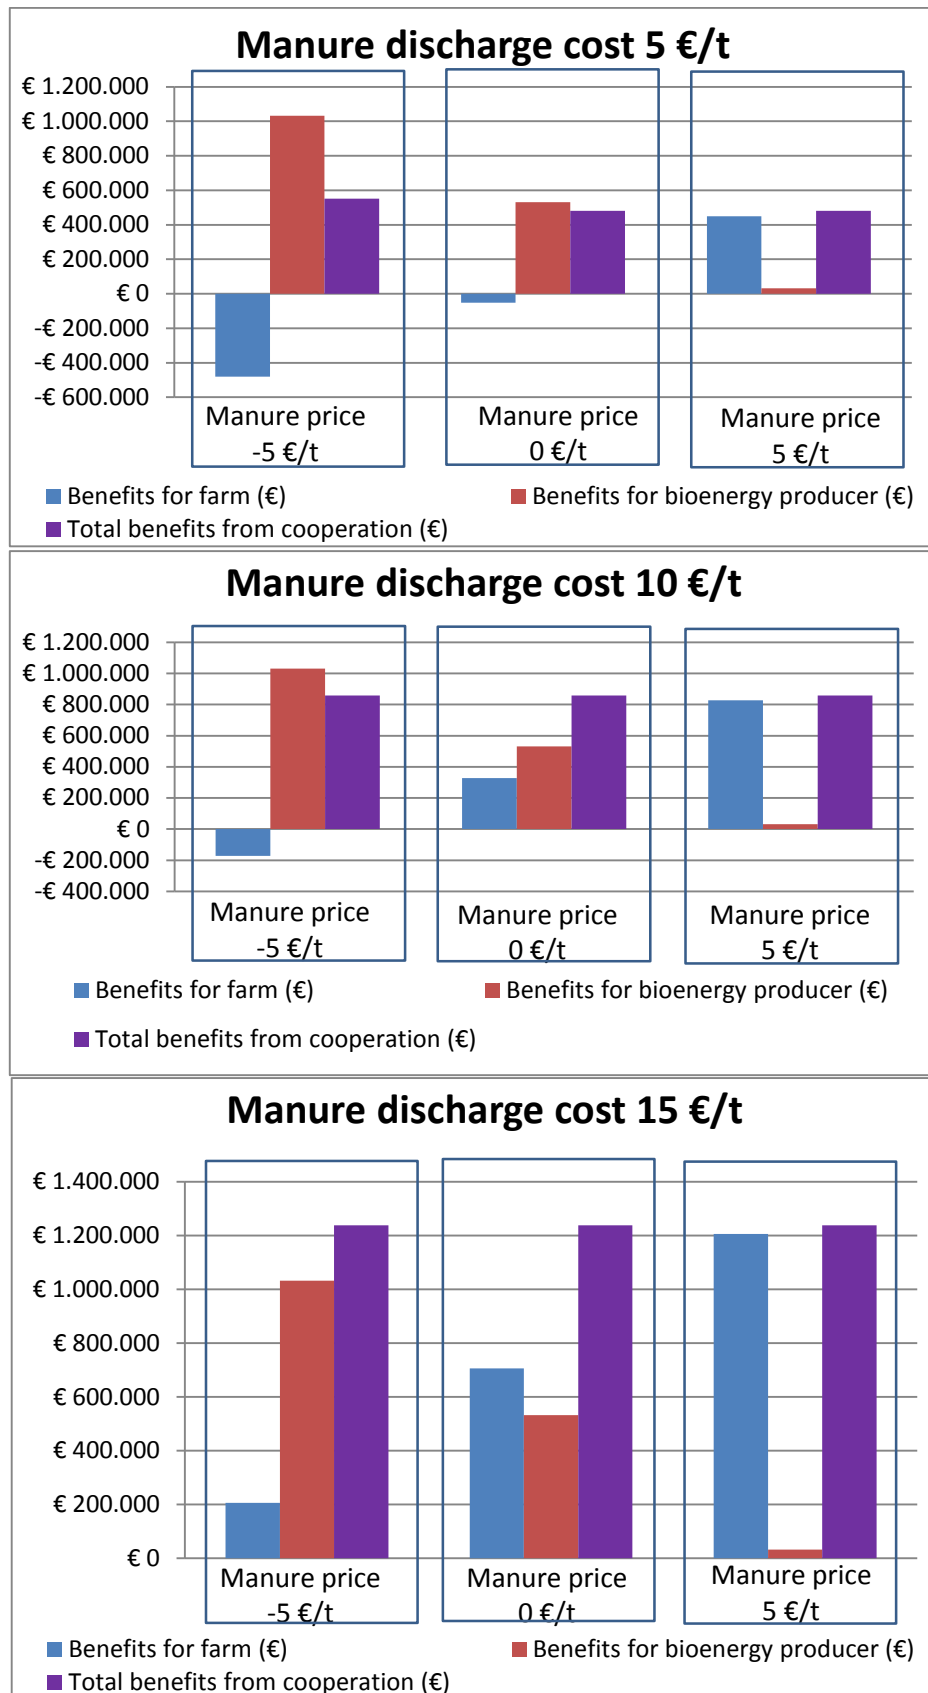 Manure discharge cost 5 €/t
€ 1.200.000
€ 1.000.000
€ 800.000
€ 600.000
€ 400.000
€ 200.000
€ 0
-€ 200.000
-€ 400.000
-€ 600.000
Manure price
-5 €/t
Manure price
0 €/t
Manure price
5 €/t
Benefits for farm (€)
Benefits for bioenergy producer (€)
Total benefits from cooperation (€)
Manure discharge cost 10 €/t
€ 1.200.000
€ 1.000.000
€ 800.000
€ 600.000
€ 400.000
€ 200.000
€ 0
-€ 200.000
-€ 400.000
Manure price
-5 €/t
Manure price
0 €/t
Manure price
5 €/t
Benefits for farm (€)
Benefits for bioenergy producer (€)
Total benefits from cooperation (€)
Manure discharge cost 15 €/t
€ 1.400.000
€ 1.200.000
€ 1.000.000
€ 800.000
€ 600.000
€ 400.000
€ 200.000
€ 0
Manure price
-5 €/t
Manure price
0 €/t
Manure price
5 €/t
Benefits for farm (€)
Benefits for bioenergy producer (€)
Total benefits from cooperation (€)